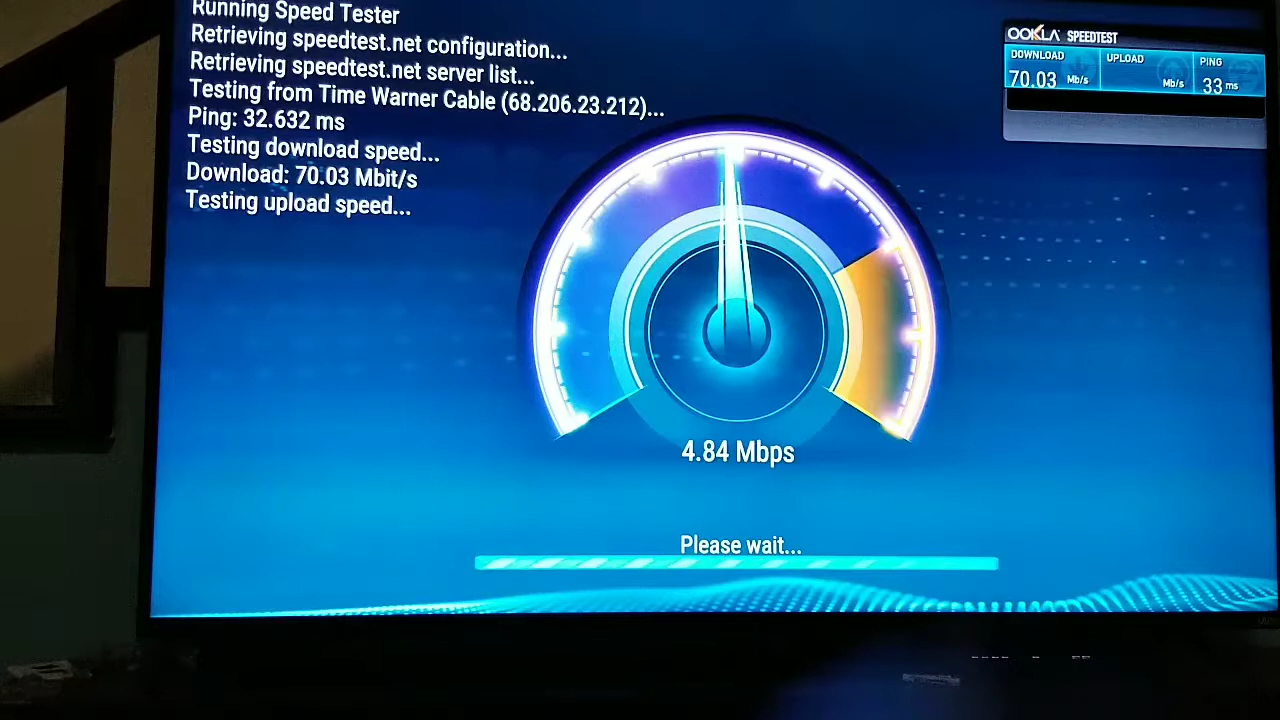 Running Speed Tester
Retrieving speedtest.net configuration...
Retrieving speedtest.net server list...
Testing from Time Warner Cable (68.206.23.212)...
Ping: 32.632 ms
Testing download speed...
Download: 70.03 Mbit/s
Testing upload speed...
OOKLA SPEEDTEST
DOWNLOAD UPLOAD PING
70.03 Mb/s Mb/s 33 ms
4.84 Mbps
Please wait...